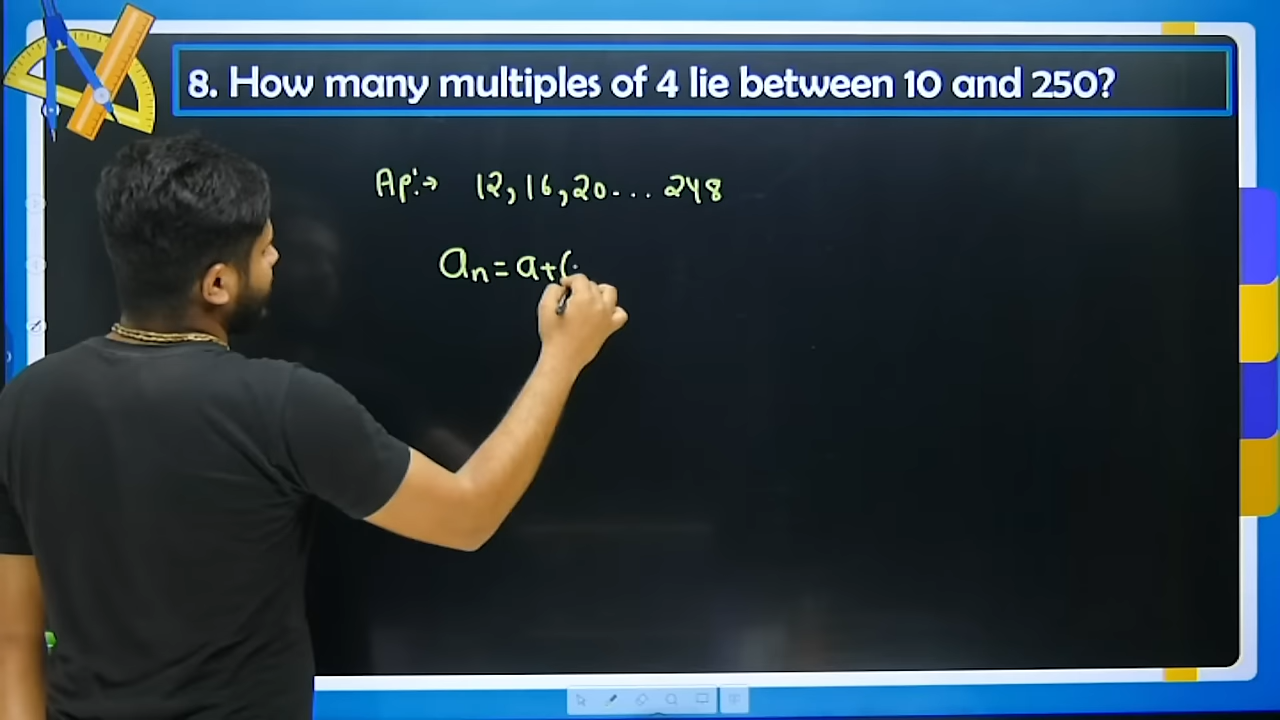 8. How many multiples of 4 lie between 10 and 250?
AP:→ 12, 16, 20 . . . 248
aₙ = a + (